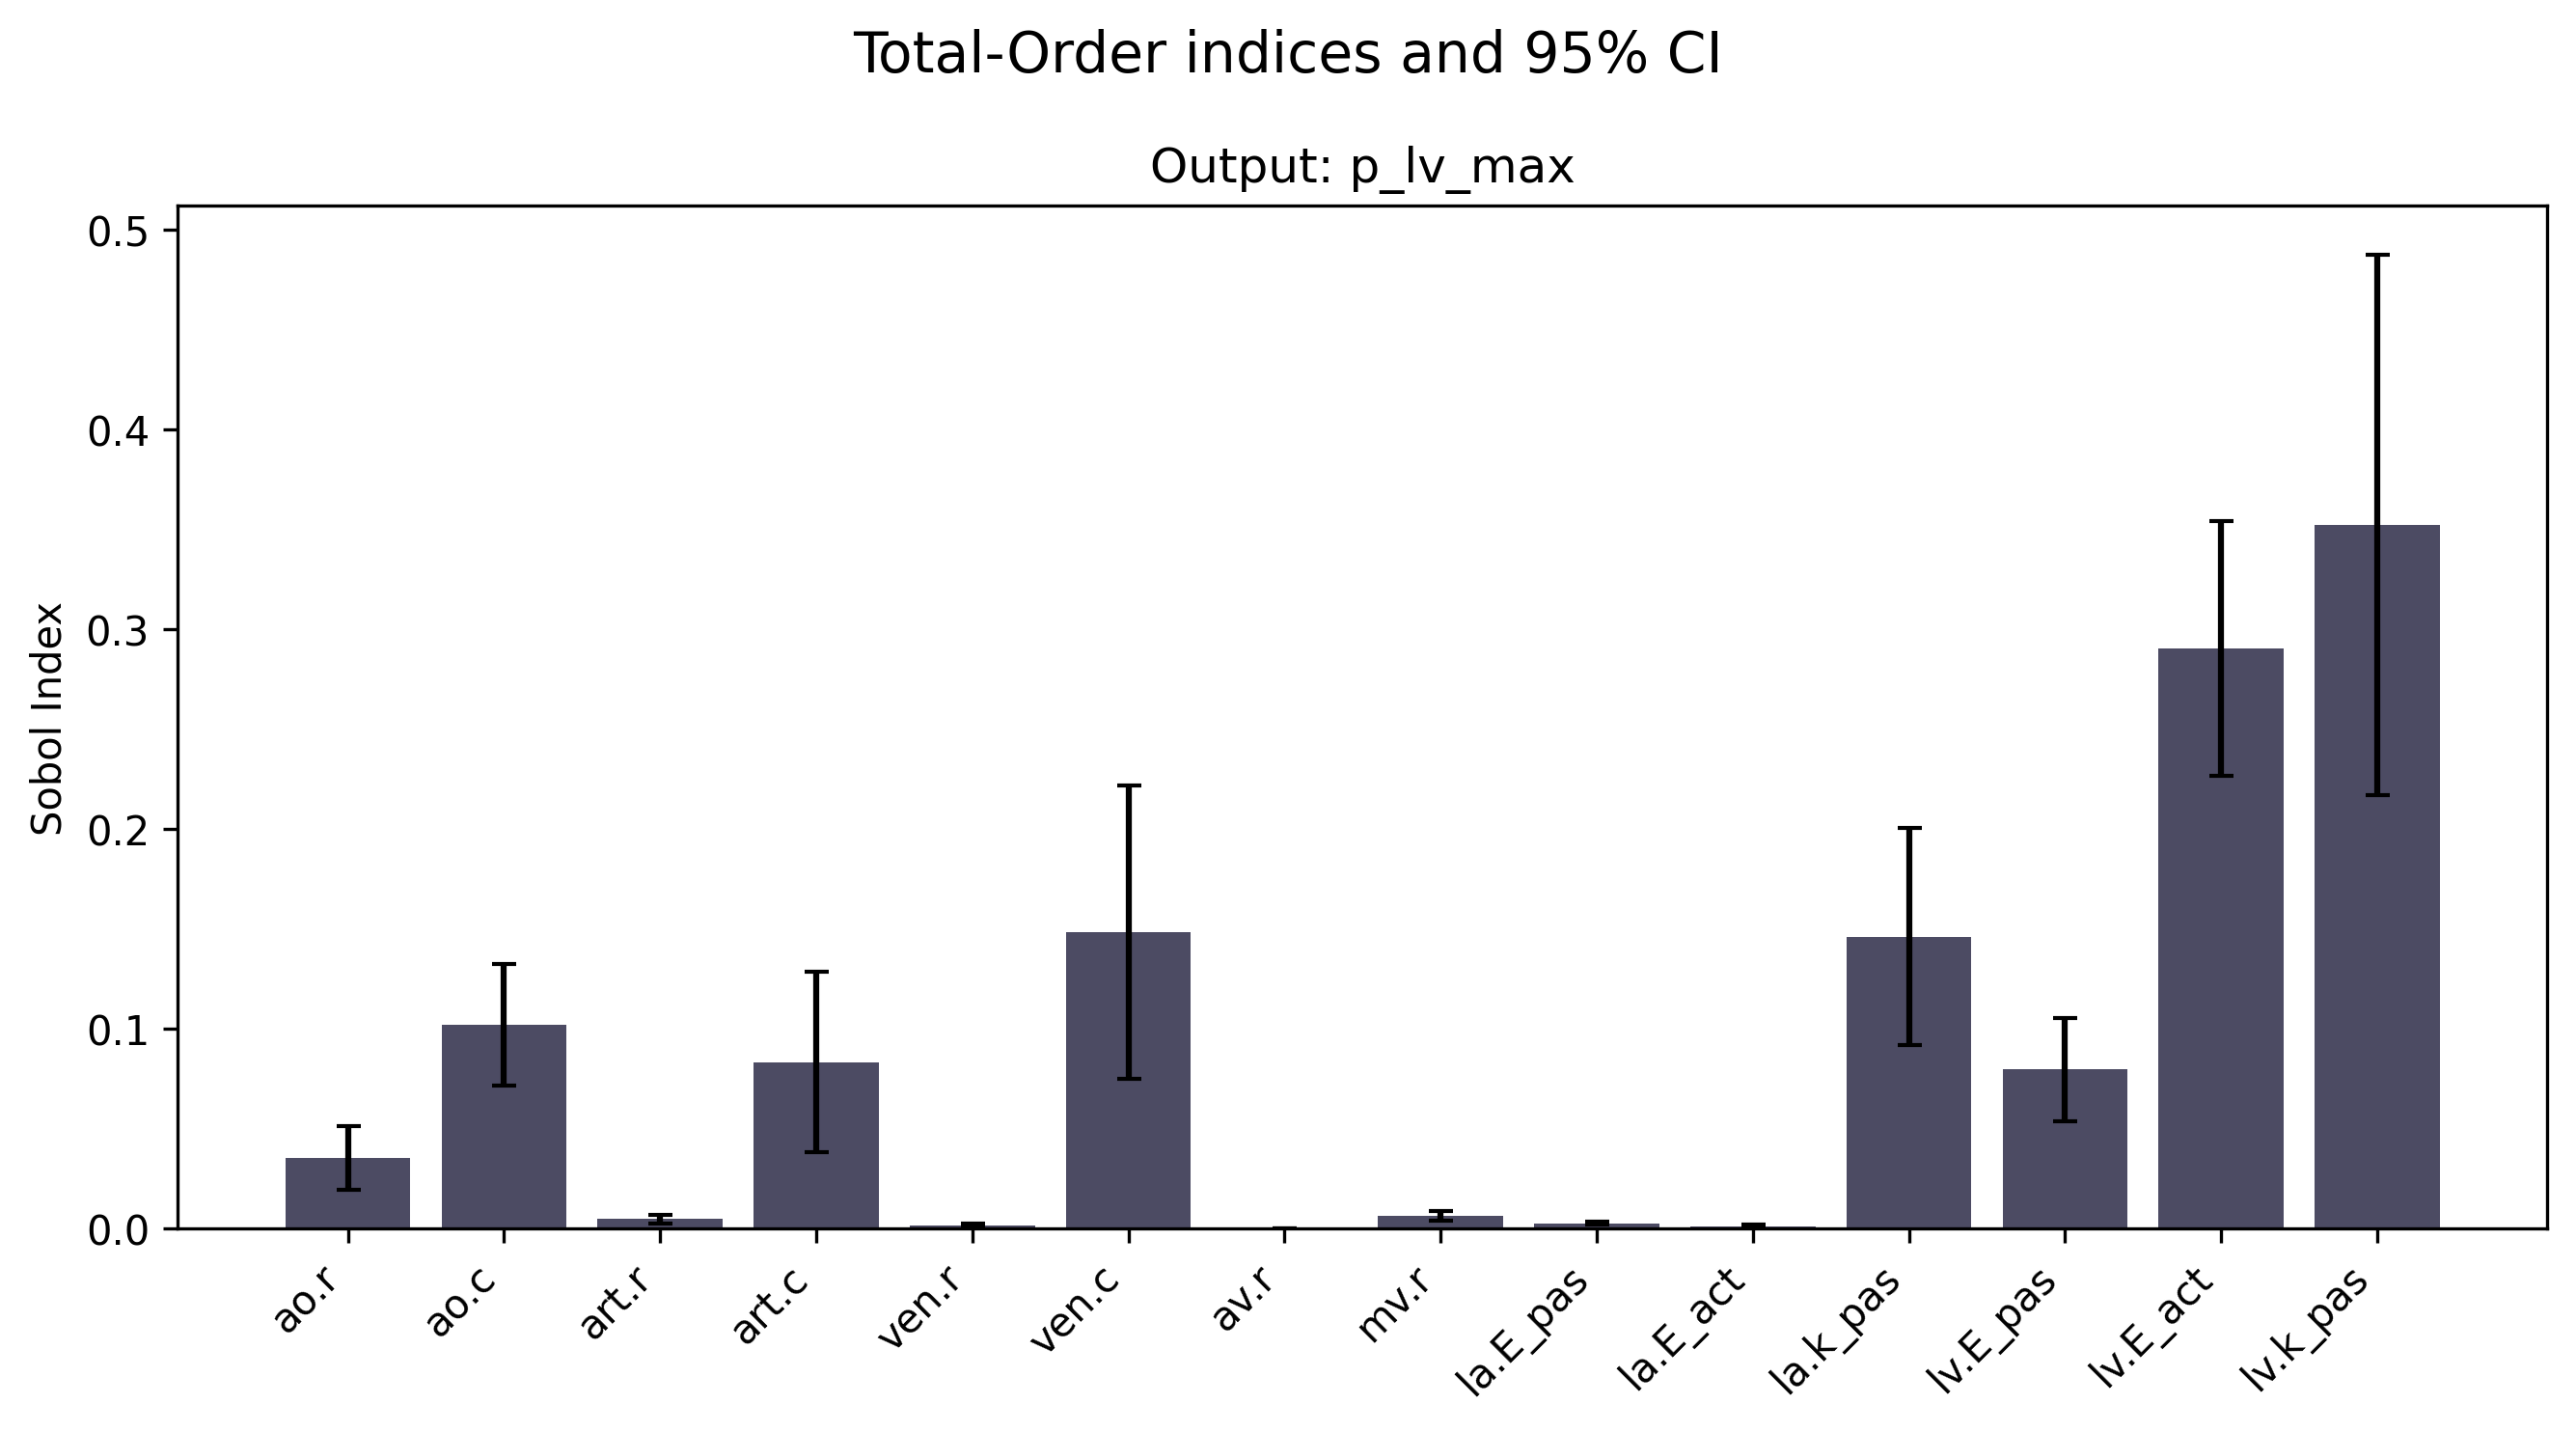 Total-Order indices and 95% CI
Output: p_lv_max
Sobol Index
0.5
0.4
0.3
0.2
0.1
0.0
ao.r
ao.c
art.r
art.c
ven.r
ven.c
av.r
mv.r
la.E_pas
la.E_act
la.k_pas
lv.E_pas
lv.E_act
lv.k_pas